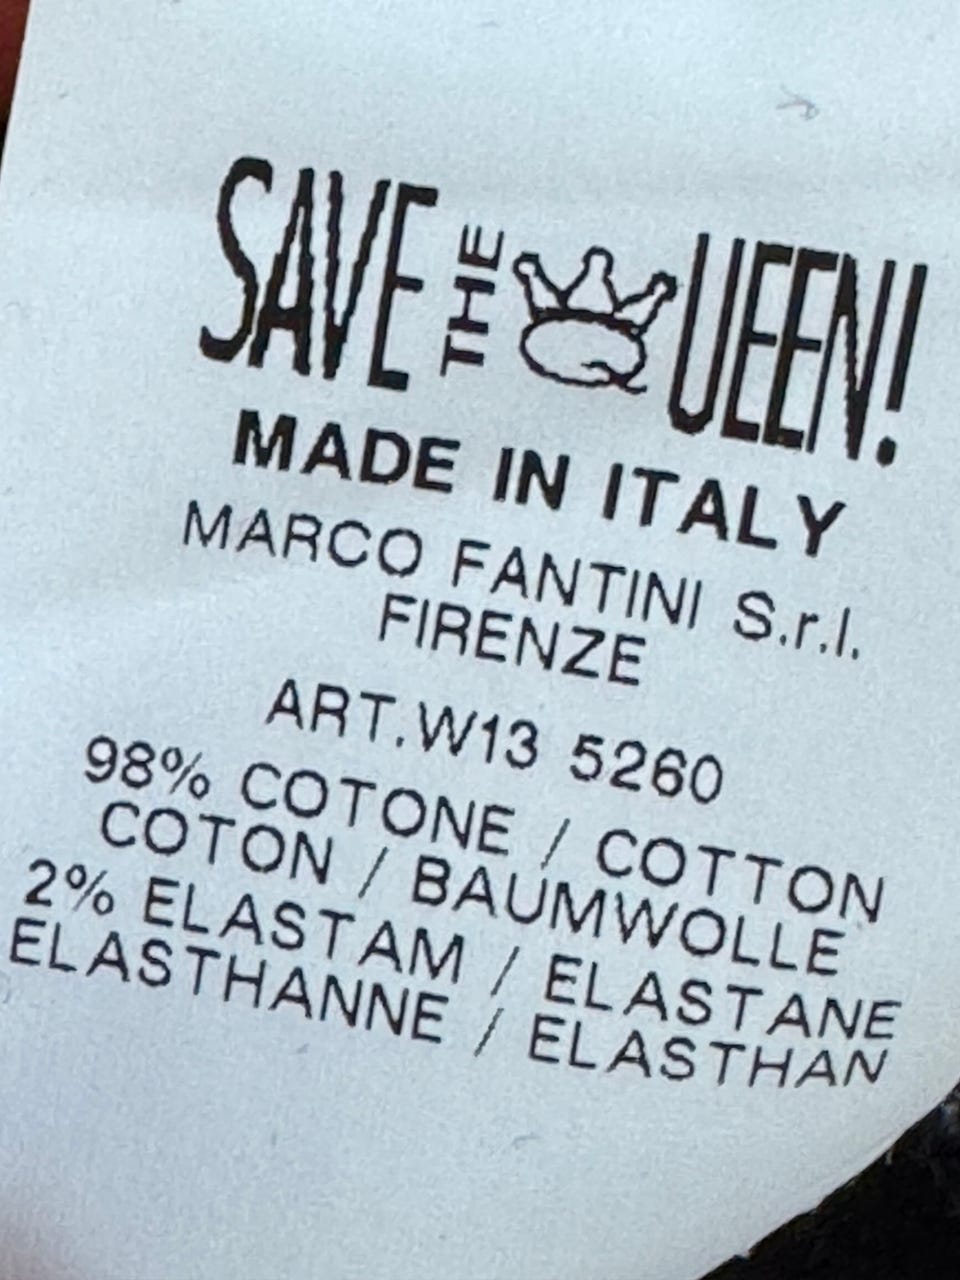 SAVE THE QUEEN!
MADE IN ITALY
MARCO FANTINI S.r.l.
FIRENZE
ART.W13 5260
98% COTONE / COTTON
COTON / BAUMWOLLE
2% ELASTAM / ELASTANE
ELASTHANNE / ELASTHAN